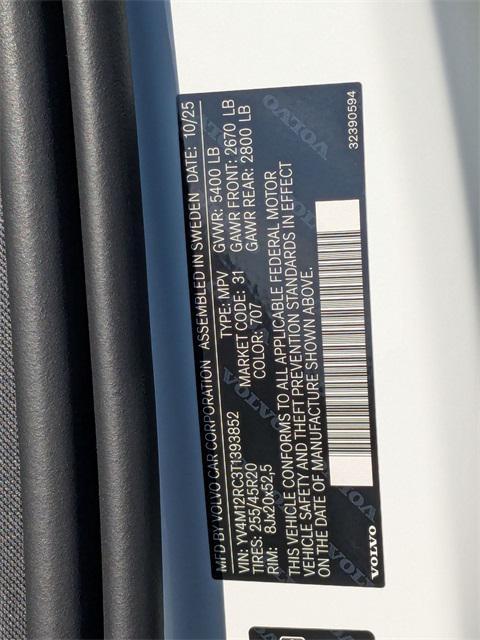 MFD BY VOLVO CAR CORPORATION ASSEMBLED IN SWEDEN DATE: 10/25
VIN: YV4M12RC3T1393852 TYPE: MPV GVWR: 5400 LB
TIRES: 255/45R20 MARKET CODE: 31 GAWR FRONT: 2670 LB
RIM: 8Jx20x52,5 COLOR: 707 GAWR REAR: 2800 LB
THIS VEHICLE CONFORMS TO ALL APPLICABLE FEDERAL MOTOR
VEHICLE SAFETY AND THEFT PREVENTION STANDARDS IN EFFECT
ON THE DATE OF MANUFACTURE SHOWN ABOVE.
VOLVO
32390594